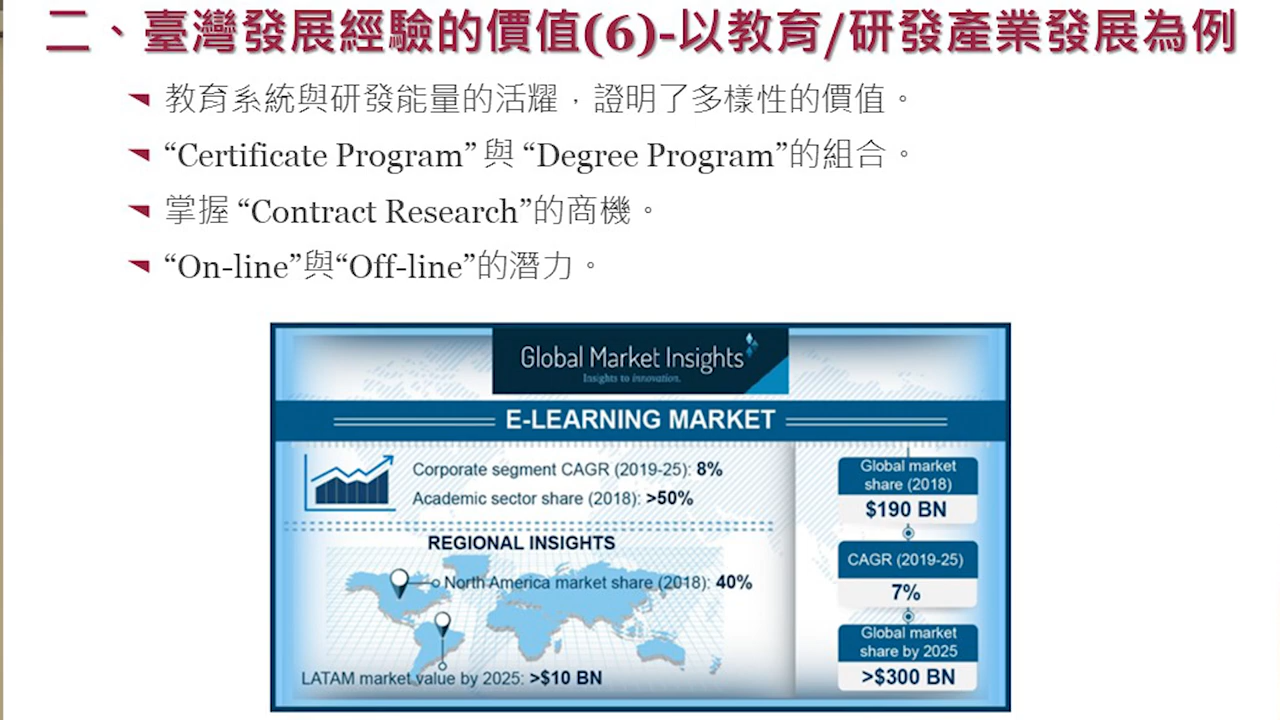 二、臺灣發展經驗的價值(6)-以教育/研發產業發展為例
教育系統與研發能量的活耀，證明了多樣性的價值。
“Certificate Program” 與 “Degree Program”的組合。
掌握 “Contract Research”的商機。
“On-line”與“Off-line”的潛力。
Global Market Insights
Insights to innovation.
E-LEARNING MARKET
Corporate segment CAGR (2019-25): 8%
Academic sector share (2018): >50%
REGIONAL INSIGHTS
North America market share (2018): 40%
LATAM market value by 2025: >$10 BN
Global market
share (2018)
$190 BN
CAGR (2019-25)
7%
Global market
share by 2025
>$300 BN